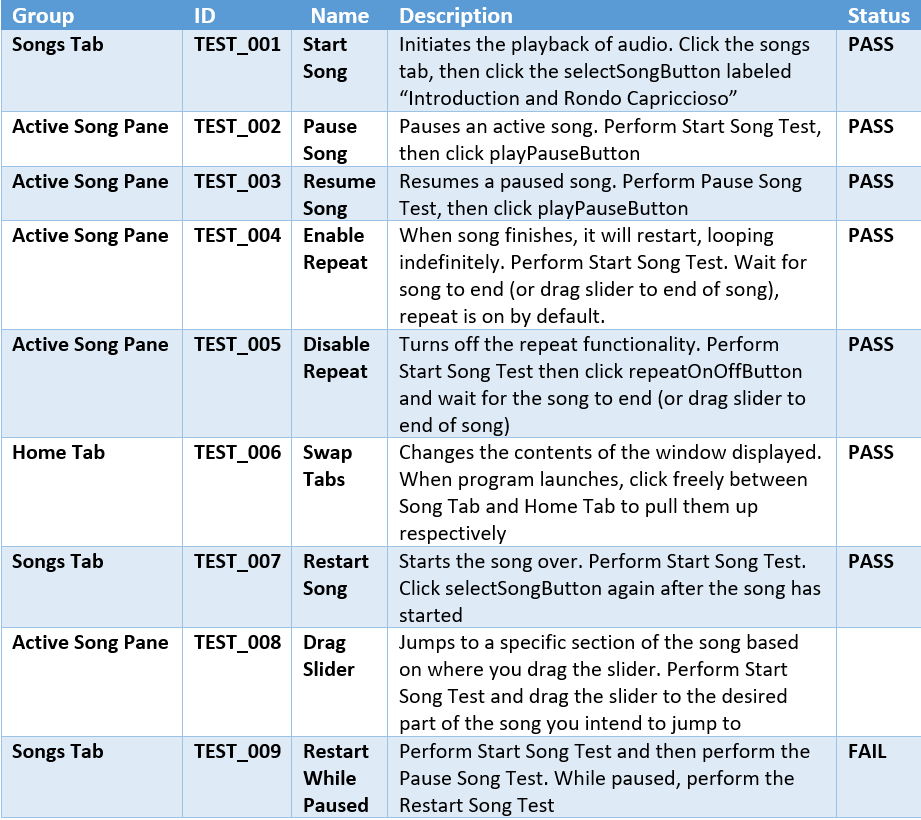 Group ID Name Description Status
Songs Tab TEST_001 Start Initiates the playback of audio. Click the songs PASS
Song tab, then click the selectSongButton labeled
“Introduction and Rondo Capriccioso”
Active Song Pane TEST_002 Pause Pauses an active song. Perform Start Song Test, PASS
Song then click playPauseButton
Active Song Pane TEST_003 Resume Resumes a paused song. Perform Pause Song PASS
Song Test, then click playPauseButton
Active Song Pane TEST_004 Enable When song finishes, it will restart, looping PASS
Repeat indefinitely. Perform Start Song Test. Wait for
song to end (or drag slider to end of song),
repeat is on by default.
Active Song Pane TEST_005 Disable Turns off the repeat functionality. Perform PASS
Repeat Start Song Test then click repeatOnOffButton
and wait for the song to end (or drag slider to
end of song)
Home Tab TEST_006 Swap Changes the contents of the window displayed. PASS
Tabs When program launches, click freely between
Song Tab and Home Tab to pull them up
respectively
Songs Tab TEST_007 Restart Starts the song over. Perform Start Song Test. PASS
Song Click selectSongButton again after the song has
started
Active Song Pane TEST_008 Drag Jumps to a specific section of the song based
Slider on where you drag the slider. Perform Start
Song Test and drag the slider to the desired
part of the song you intend to jump to
Songs Tab TEST_009 Restart Perform Start Song Test and then perform the FAIL
While Pause Song Test. While paused, perform the
Paused Restart Song Test